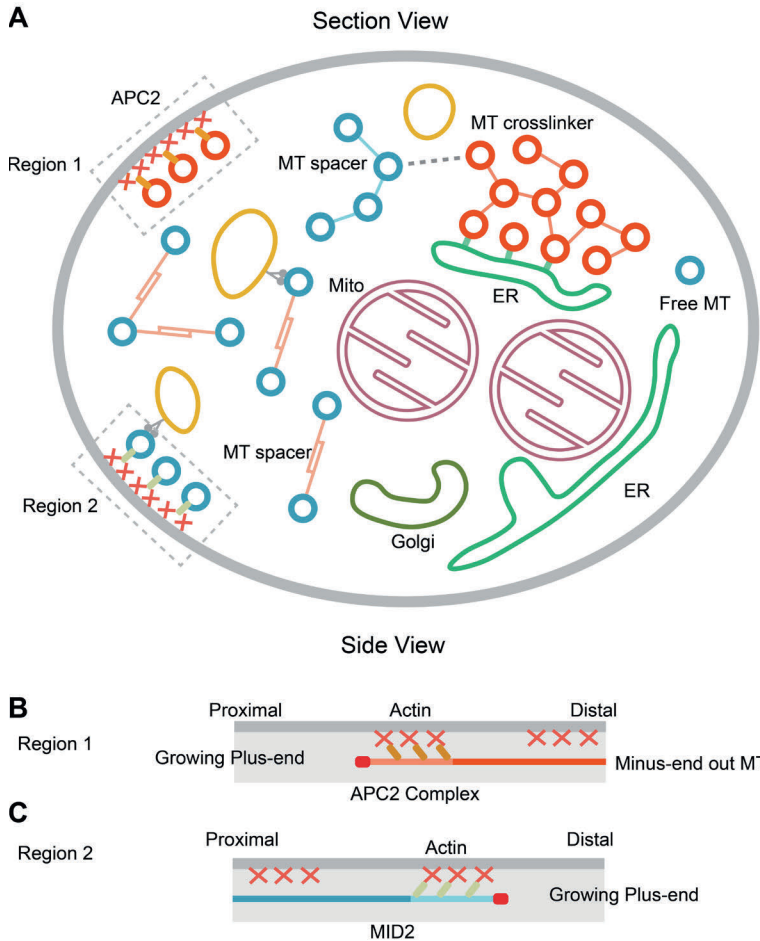 A
Section View
APC2
MT crosslinker
Region 1
MT spacer
Mito
ER
Free MT
MT spacer
Region 2
ER
Golgi
Side View
B
Proximal
Actin
Distal
Region 1
Growing Plus-end
Minus-end out MT
APC2 Complex
C
Proximal
Actin
Distal
Region 2
Growing Plus-end
MID2